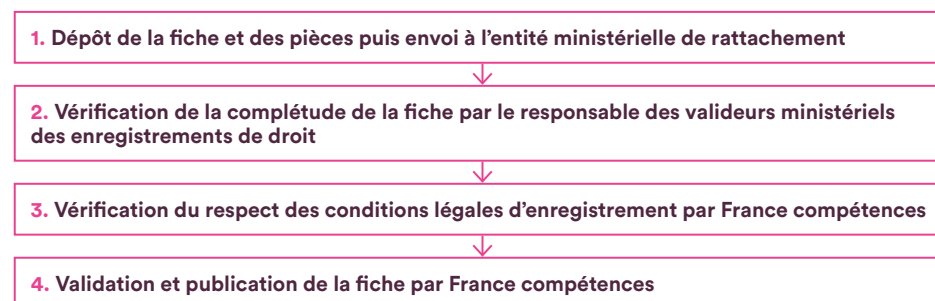 1. Dépôt de la fiche et des pièces puis envoi à l’entité ministérielle de rattachement
2. Vérification de la complétude de la fiche par le responsable des valideurs ministériels
des enregistrements de droit
3. Vérification du respect des conditions légales d’enregistrement par France compétences
4. Validation et publication de la fiche par France compétences